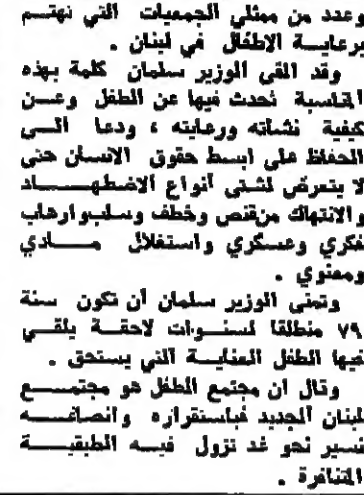 وعدد من ممثلي الجمعيات التي تهتم
برعاية الاطفال في لبنان .
وقد القى الوزير سلمان كلمة بهذه
المناسبة تحدث فيها عن الطفل وعن
كيفية نشأته ورعايته ، ودعا الى
الحفاظ على ابسط حقوق الانسان حتى
لا يتعرض لشتى أنواع الاضطهاد
والانتهاك من قنص وخطف وسلب وارهاب
فكري وعسكري واستغلال مادي
ومعنوي .
وتمنى الوزير سلمان أن تكون سنة
٧٩ منطلقا لسنوات لاحقة يلقى
فيها الطفل العناية التي يستحق .
وقال ان مجتمع الطفل هو مجتمع
لبنان الجديد فباستقراره وانصافه
نسير نحو غد تزول فيه الطبقية
المتنافرة .